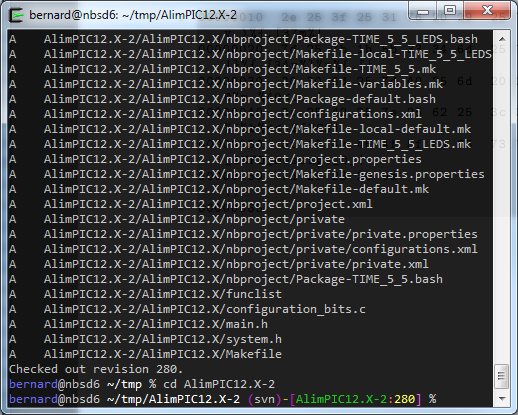 bernard@nbsd6: ~/tmp/AlimPIC12.X-2
A    AlimPIC12.X-2/AlimPIC12.X/nbproject/Package-TIME_5_5_LEDS.bash
A    AlimPIC12.X-2/AlimPIC12.X/nbproject/Makefile-local-TIME_5_5_LEDS
A    AlimPIC12.X-2/AlimPIC12.X/nbproject/Makefile-TIME_5_5.mk
A    AlimPIC12.X-2/AlimPIC12.X/nbproject/Makefile-variables.mk
A    AlimPIC12.X-2/AlimPIC12.X/nbproject/Package-default.bash
A    AlimPIC12.X-2/AlimPIC12.X/nbproject/configurations.xml
A    AlimPIC12.X-2/AlimPIC12.X/nbproject/Makefile-local-default.mk
A    AlimPIC12.X-2/AlimPIC12.X/nbproject/Makefile-TIME_5_5_LEDS.mk
A    AlimPIC12.X-2/AlimPIC12.X/nbproject/project.properties
A    AlimPIC12.X-2/AlimPIC12.X/nbproject/Makefile-genesis.properties
A    AlimPIC12.X-2/AlimPIC12.X/nbproject/Makefile-default.mk
A    AlimPIC12.X-2/AlimPIC12.X/nbproject/project.xml
A    AlimPIC12.X-2/AlimPIC12.X/nbproject/private
A    AlimPIC12.X-2/AlimPIC12.X/nbproject/private/private.properties
A    AlimPIC12.X-2/AlimPIC12.X/nbproject/private/configurations.xml
A    AlimPIC12.X-2/AlimPIC12.X/nbproject/private/private.xml
A    AlimPIC12.X-2/AlimPIC12.X/nbproject/Package-TIME_5_5.bash
A    AlimPIC12.X-2/AlimPIC12.X/funclist
A    AlimPIC12.X-2/AlimPIC12.X/configuration_bits.c
A    AlimPIC12.X-2/AlimPIC12.X/main.h
A    AlimPIC12.X-2/AlimPIC12.X/system.h
A    AlimPIC12.X-2/AlimPIC12.X/Makefile
Checked out revision 280.
bernard@nbsd6 ~/tmp % cd AlimPIC12.X-2
bernard@nbsd6 ~/tmp/AlimPIC12.X-2 (svn)-[AlimPIC12.X-2:280] %